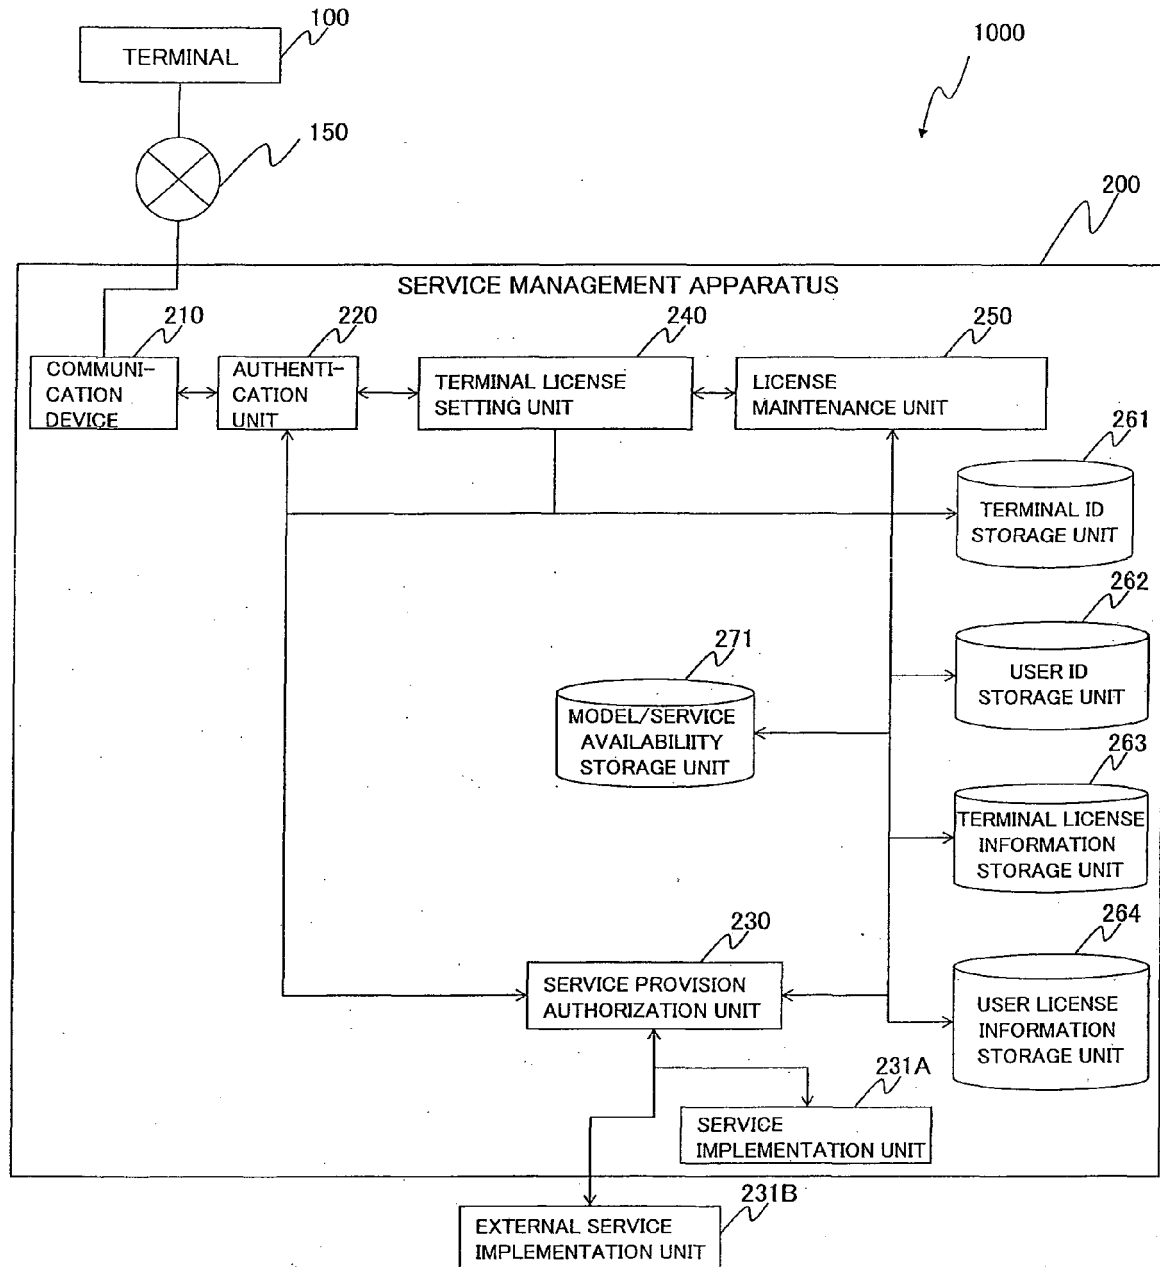 100
TERMINAL
1000
150
200
SERVICE MANAGEMENT APPARATUS
210
220
240
250
COMMUNI-
CATION
DEVICE
AUTHENTI-
CATION
UNIT
TERMINAL LICENSE
SETTING UNIT
LICENSE
MAINTENANCE UNIT
261
TERMINAL ID
STORAGE UNIT
262
USER ID
STORAGE UNIT
271
MODEL/SERVICE
AVAILABILIITY
STORAGE UNIT
263
TERMINAL LICENSE
INFORMATION
STORAGE UNIT
230
SERVICE PROVISION
AUTHORIZATION UNIT
264
USER LICENSE
INFORMATION
STORAGE UNIT
231A
SERVICE
IMPLEMENTATION UNIT
231B
EXTERNAL SERVICE
IMPLEMENTATION UNIT